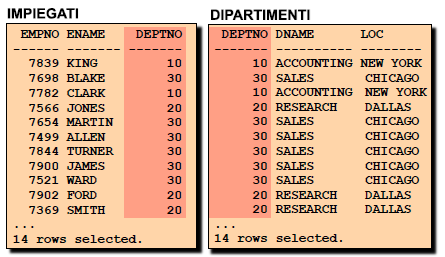 IMPIEGATI
EMPNO ENAME DEPTNO
------- -------- -------
7839 KING 10
7698 BLAKE 30
7782 CLARK 10
7566 JONES 20
7654 MARTIN 30
7499 ALLEN 30
7844 TURNER 30
7900 JAMES 30
7521 WARD 30
7902 FORD 20
7369 SMITH 20
...
14 rows selected.
DIPARTIMENTI
DEPTNO DNAME LOC
------- ---------- --------
10 ACCOUNTING NEW YORK
30 SALES CHICAGO
10 ACCOUNTING NEW YORK
20 RESEARCH DALLAS
30 SALES CHICAGO
30 SALES CHICAGO
30 SALES CHICAGO
30 SALES CHICAGO
30 SALES CHICAGO
20 RESEARCH DALLAS
20 RESEARCH DALLAS
...
14 rows selected.